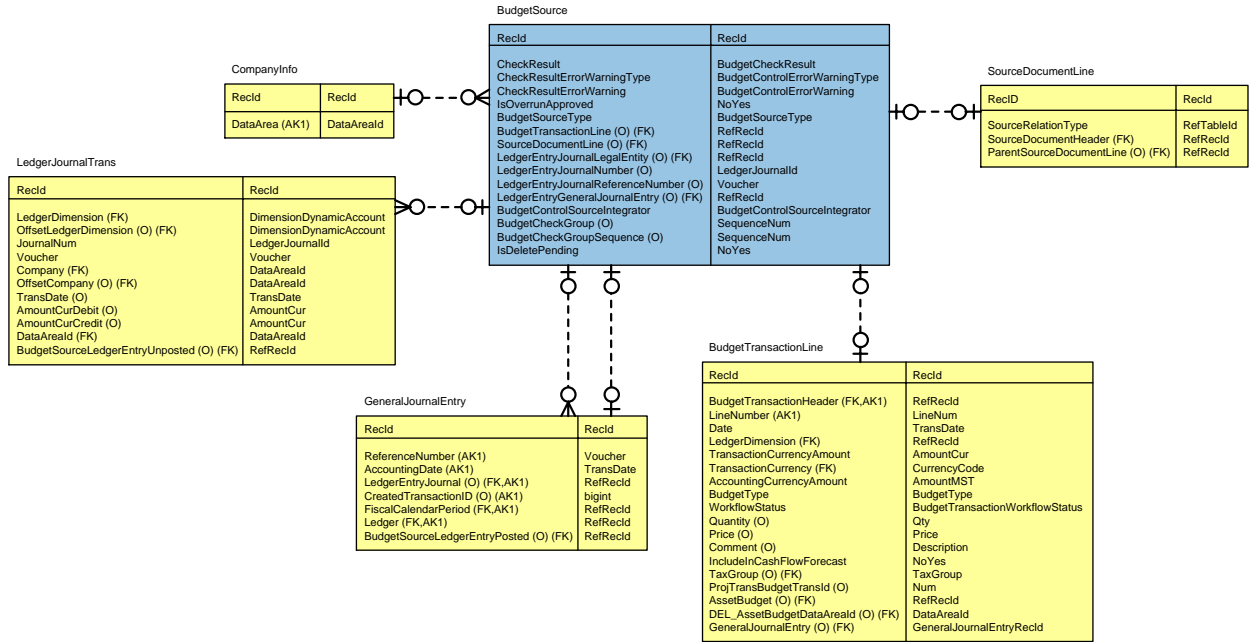 BudgetSource
RecId RecId
CheckResult BudgetCheckResult
CheckResultErrorWarningType BudgetControlErrorWarningType
CheckResultErrorWarning BudgetControlErrorWarning
IsOverrunApproved NoYes
BudgetSourceType BudgetSourceType
BudgetTransactionLine (O) (FK) RefRecId
SourceDocumentLine (O) (FK) RefRecId
LedgerEntryJournalLegalEntity (O) (FK) RefRecId
LedgerEntryJournalNumber (O) LedgerJournalId
LedgerEntryJournalReferenceNumber (O) Voucher
LedgerEntryGeneralJournalEntry (O) (FK) RefRecId
BudgetControlSourceIntegrator BudgetControlSourceIntegrator
BudgetCheckGroup (O) SequenceNum
BudgetCheckGroupSequence (O) SequenceNum
IsDeletePending NoYes
CompanyInfo
RecId RecId
DataArea (AK1) DataAreaId
SourceDocumentLine
RecID RecId
SourceRelationType RefTableId
SourceDocumentHeader (FK) RefRecId
ParentSourceDocumentLine (O) (FK) RefRecId
LedgerJournalTrans
RecId RecId
LedgerDimension (FK) DimensionDynamicAccount
OffsetLedgerDimension (O) (FK) DimensionDynamicAccount
JournalNum LedgerJournalId
Voucher Voucher
Company (FK) DataAreaId
OffsetCompany (O) (FK) DataAreaId
TransDate (O) TransDate
AmountCurDebit (O) AmountCur
AmountCurCredit (O) AmountCur
DataAreaId (FK) DataAreaId
BudgetSourceLedgerEntryUnposted (O) (FK) RefRecId
GeneralJournalEntry
RecId RecId
ReferenceNumber (AK1) Voucher
AccountingDate (AK1) TransDate
LedgerEntryJournal (O) (FK,AK1) RefRecId
CreatedTransactionID (O) (AK1) bigint
FiscalCalendarPeriod (FK,AK1) RefRecId
Ledger (FK,AK1) RefRecId
BudgetSourceLedgerEntryPosted (O) (FK) RefRecId
BudgetTransactionLine
RecId RecId
BudgetTransactionHeader (FK,AK1) RefRecId
LineNumber (AK1) LineNum
Date TransDate
LedgerDimension (FK) RefRecId
TransactionCurrencyAmount AmountCur
TransactionCurrency (FK) CurrencyCode
AccountingCurrencyAmount AmountMST
BudgetType BudgetType
WorkflowStatus BudgetTransactionWorkflowStatus
Quantity (O) Qty
Price (O) Price
Comment (O) Description
IncludeInCashFlowForecast NoYes
TaxGroup (O) (FK) TaxGroup
ProjTransBudgetTransId (O) Num
AssetBudget (O) (FK) RefRecId
DEL_AssetBudgetDataAreaId (O) (FK) DataAreaId
GeneralJournalEntry (O) (FK) GeneralJournalEntryRecId